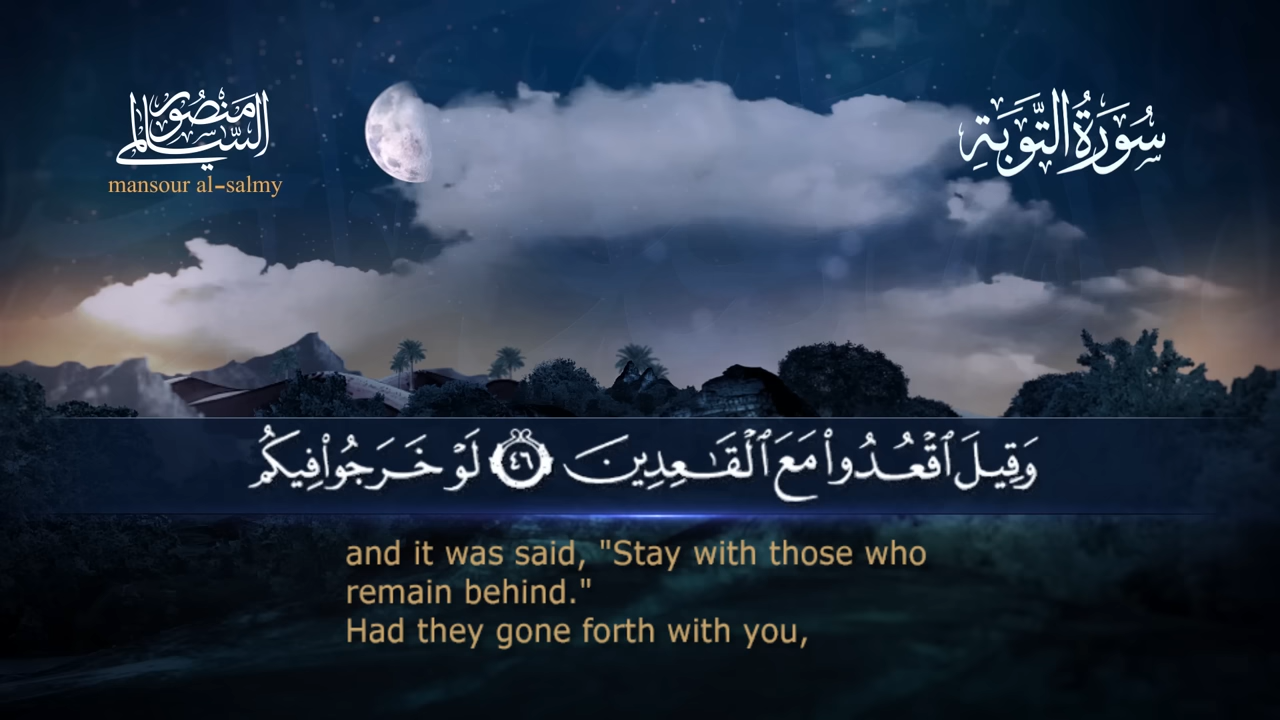 منصور السالمي
mansour al-salmy
سُورَةُ التَّوبَةِ
وَقِيلَ ٱقْعُدُوا۟ مَعَ ٱلْقَـٰعِدِينَ ٤٦ لَوْ خَرَجُوا۟ فِيكُم
and it was said, "Stay with those who
remain behind."
Had they gone forth with you,